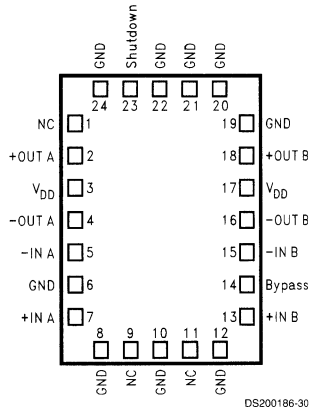 GND Shutdown GND GND GND
24 23 22 21 20
NC 1 19 GND
+OUT A 2 18 +OUT B
VDD 3 17 VDD
-OUT A 4 16 -OUT B
-IN A 5 15 -IN B
GND 6 14 Bypass
+IN A 7 13 +IN B
8 9 10 11 12
GND NC GND NC GND
DS200186-30